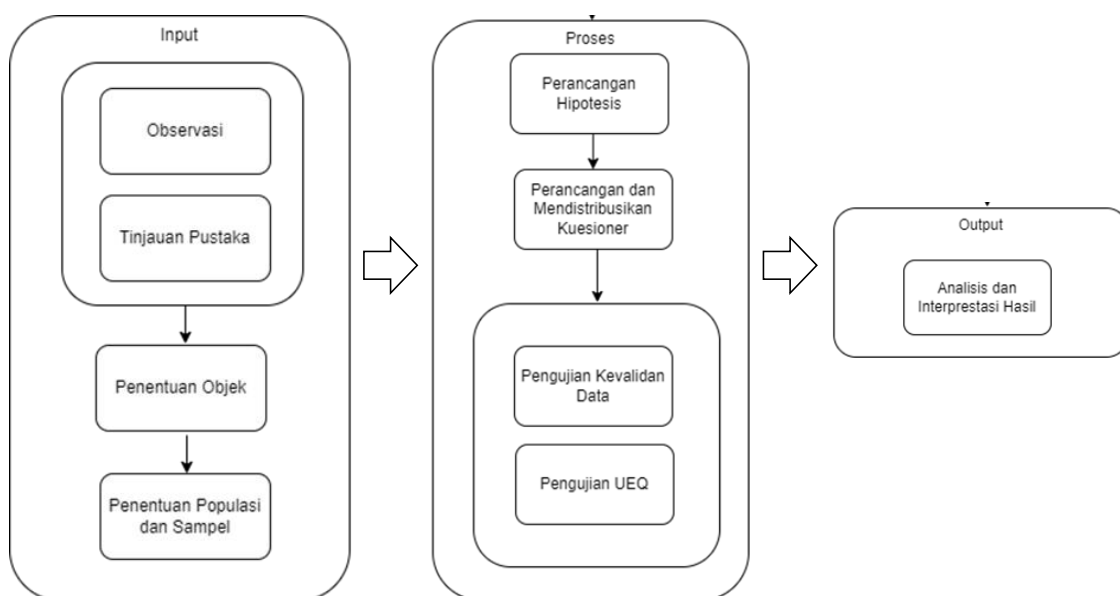 Input
Observasi
Tinjauan Pustaka
Penentuan Objek
Penentuan Populasi
dan Sampel
Proses
Perancangan
Hipotesis
Perancangan dan
Mendistribusikan
Kuesioner
Pengujian Kevalidan
Data
Pengujian UEQ
Output
Analisis dan
Interprestasi Hasil